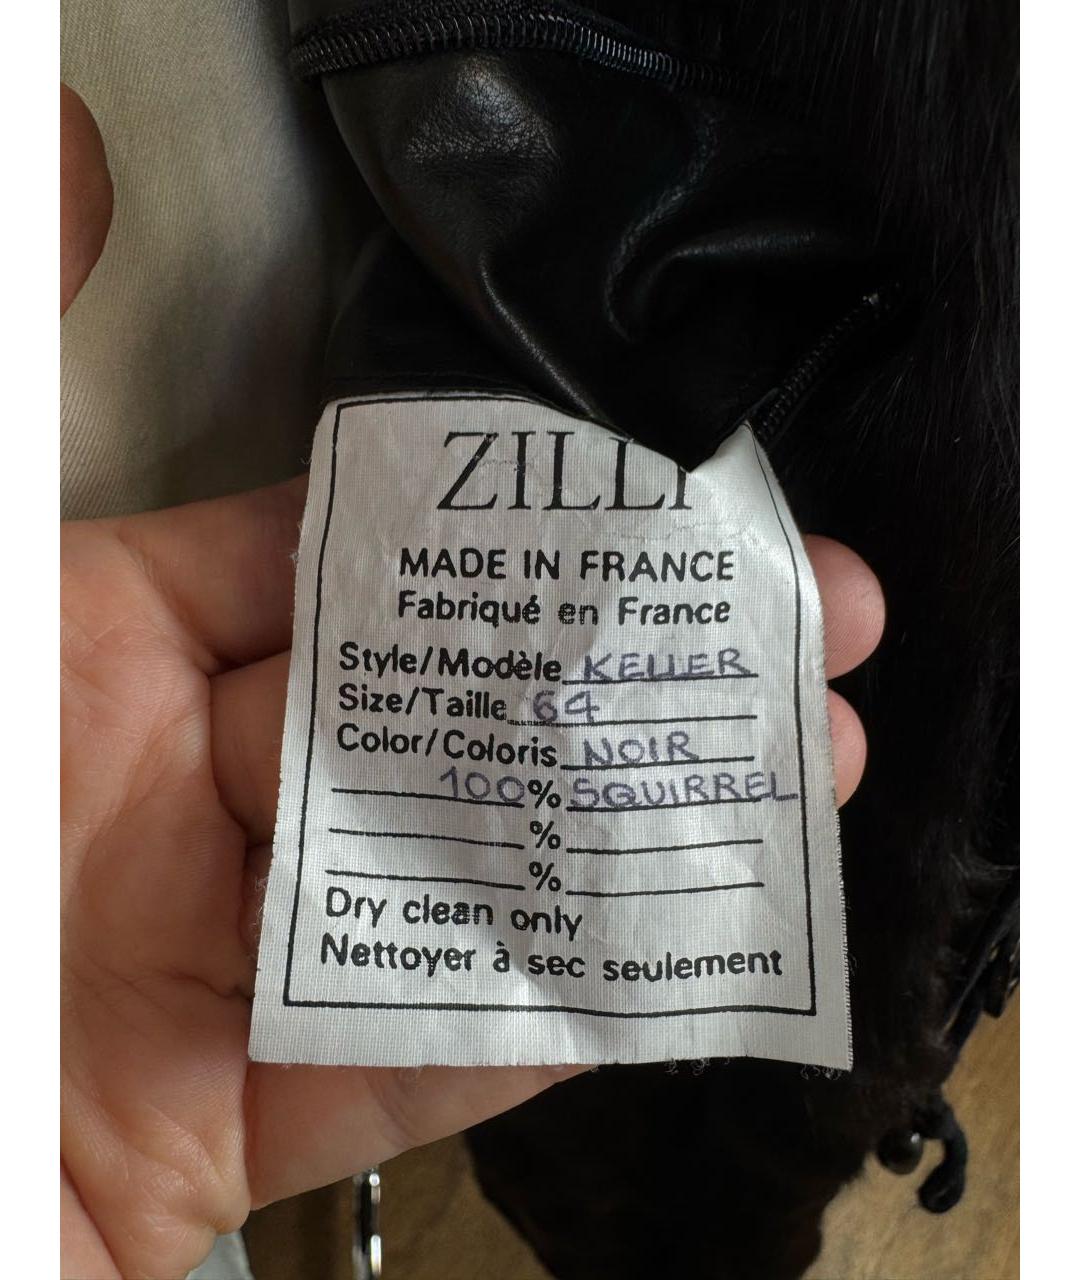 ZILLI
MADE IN FRANCE
Fabriqué en France
Style/Modèle KELLER
Size/Taille 64
Color/Coloris NOIR
100% SQUIRREL
%
%
Dry clean only
Nettoyer à sec seulement